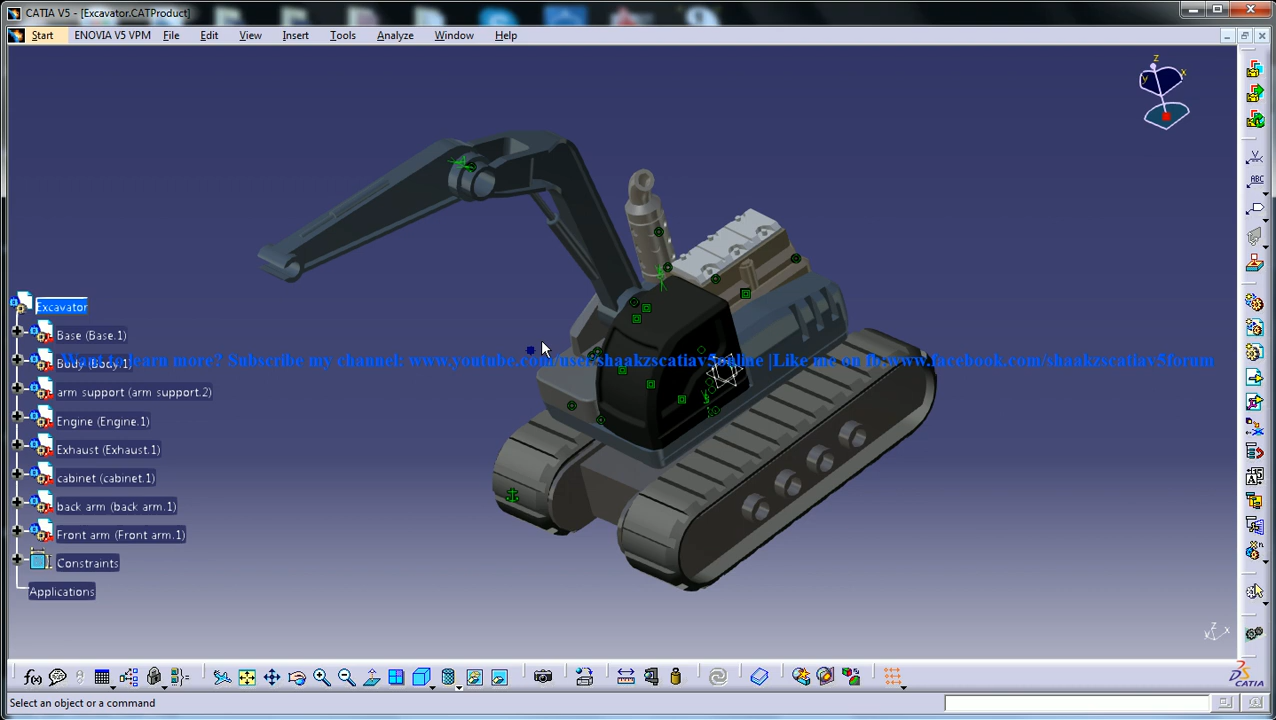 CATIA V5 - [Excavator.CATProduct]
Start ENOVIA V5 VPM File Edit View Insert Tools Analyze Window Help
z
y x
Excavator
Base (Base.1)
Want to learn more? Subscribe my channel: www.youtube.com/user/shaakzscatiav5online |Like me on fb:www.facebook.com/shaakzscatiav5forum
Body (Body.1)
arm support (arm support.2)
Engine (Engine.1)
Exhaust (Exhaust.1)
cabinet (cabinet.1)
back arm (back arm.1)
Front arm (Front arm.1)
Constraints
Applications
ABC
z
y x
f(x)
CATIA
Select an object or a command